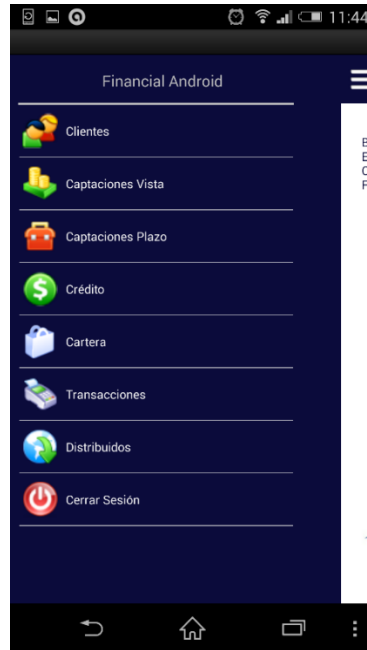 11:44
Financial Android
Clientes
Captaciones Vista
Captaciones Plazo
Crédito
Cartera
Transacciones
Distribuidos
Cerrar Sesión
B
E
C
F